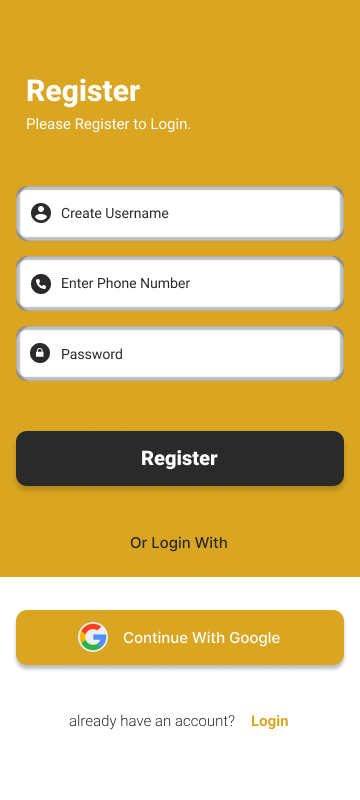 Register
Please Register to Login.
Create Username
Enter Phone Number
Password
Register
Or Login With
Continue With Google
already have an account? Login